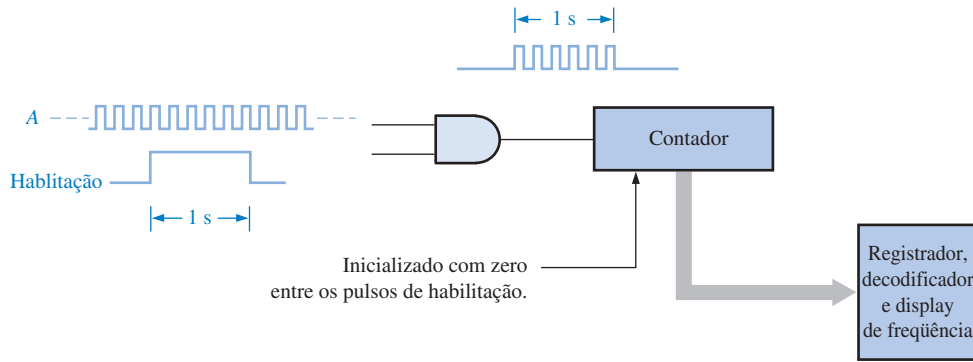 1 s
A
Contador
Hablitação
1 s
Inicializado com zero
entre os pulsos de habilitação.
Registrador,
decodificador
e display
de freqüência